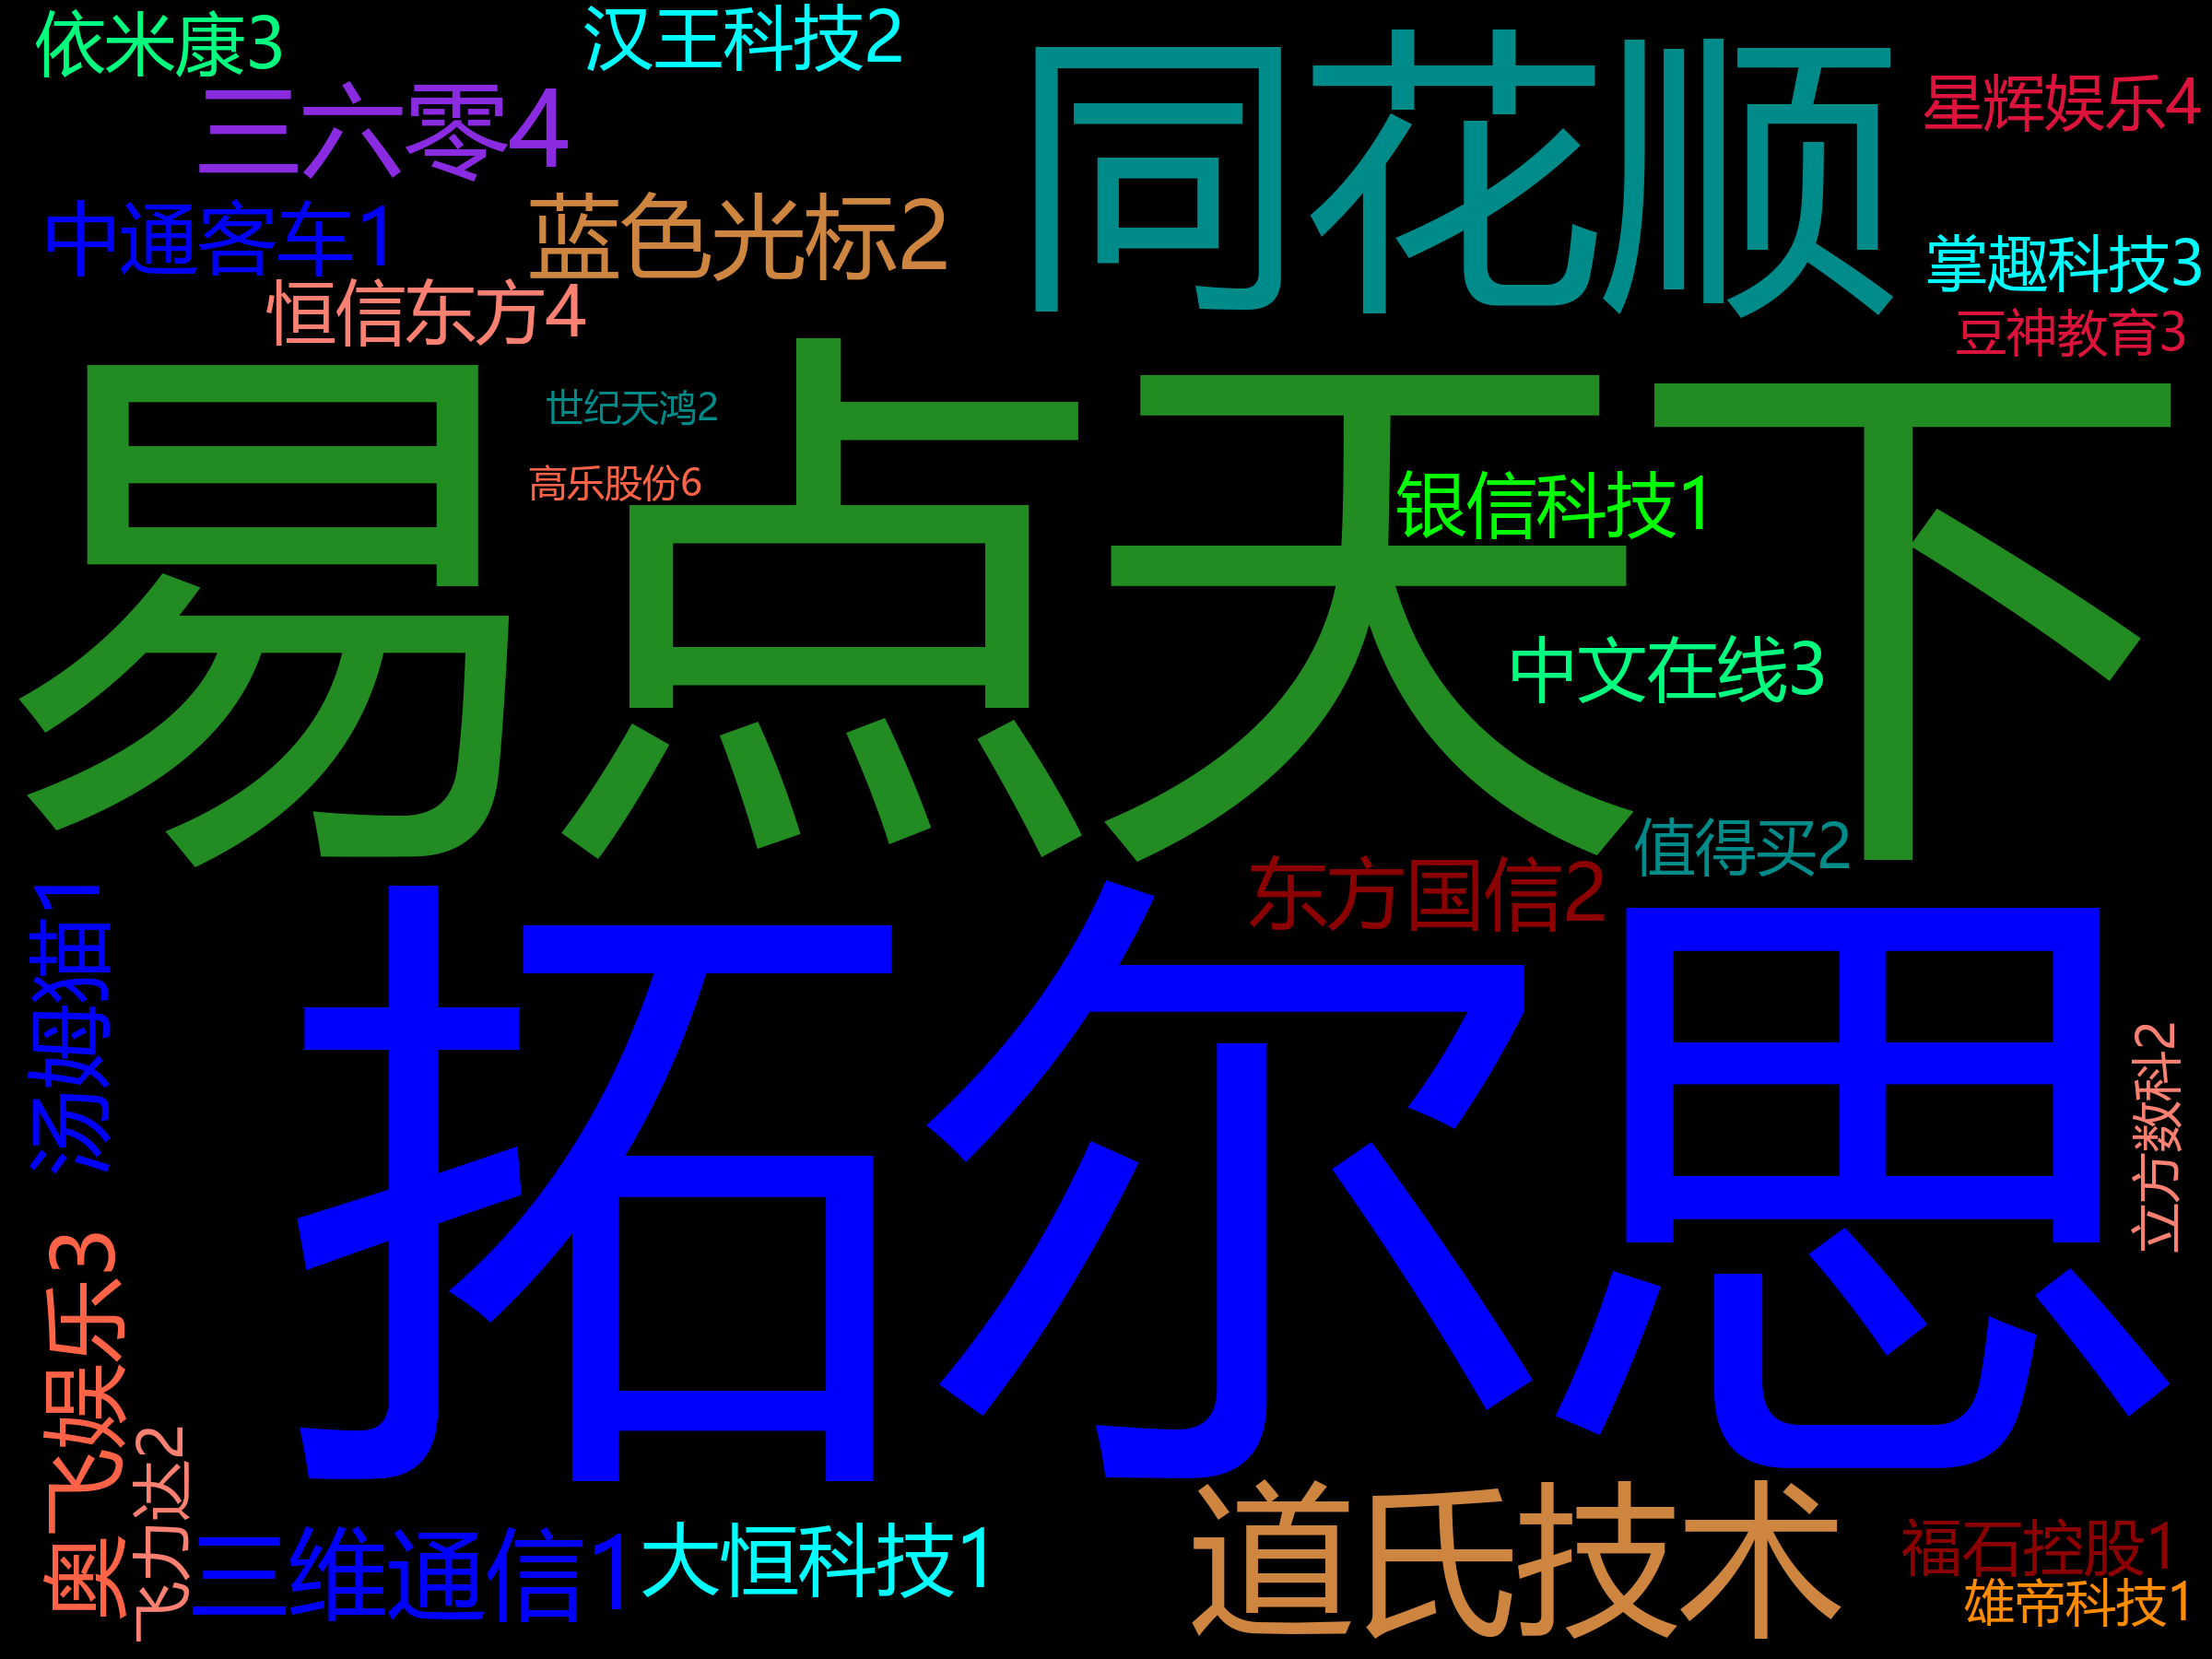 依米康3
汉王科技2
同花顺
三六零4
星辉娱乐4
中通客车1
蓝色光标2
掌趣科技3
恒信东方4
豆神教育3
世纪天鸿2
易点天下
高乐股份6
银信科技1
中文在线3
值得买2
东方国信2
汤姆猫1
拓尔思
立方数科2
奥飞娱乐3
飞力达2
三维通信1
大恒科技1
道氏技术
福石控股1
雄帝科技1